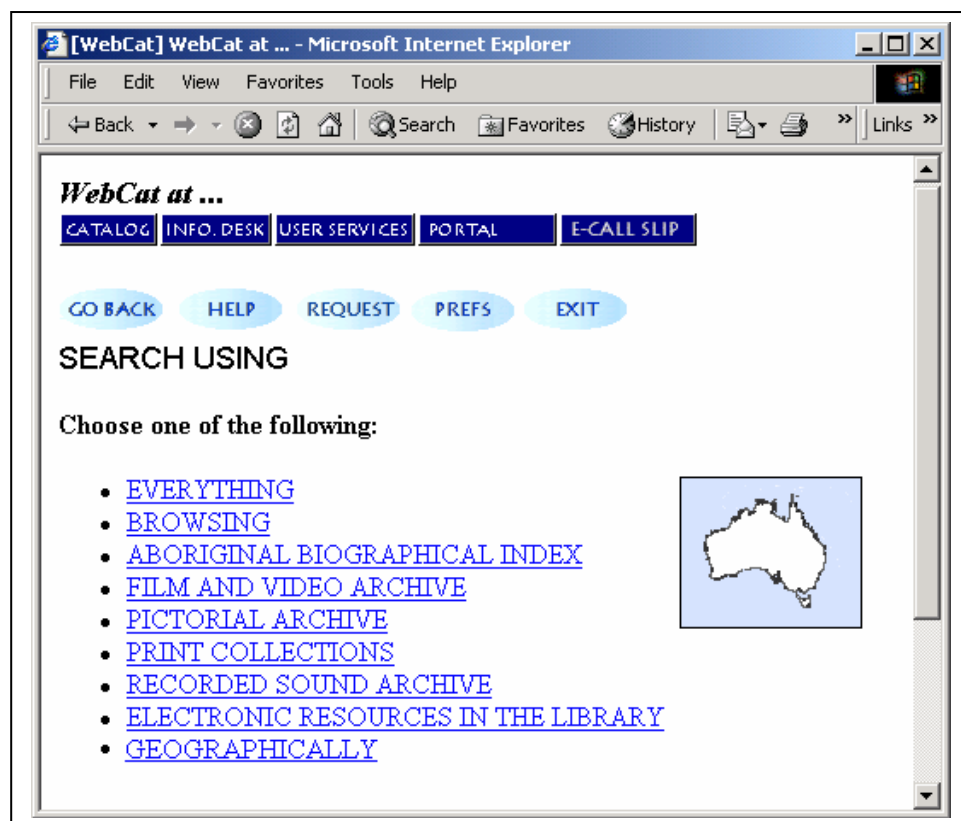 [WebCat] WebCat at ... - Microsoft Internet Explorer
File Edit View Favorites Tools Help
Back Search Favorites History » Links »
WebCat at ...
CATALOG INFO. DESK USER SERVICES PORTAL E-CALL SLIP
GO BACK HELP REQUEST PREFS EXIT
SEARCH USING
Choose one of the following:
• EVERYTHING
• BROWSING
• ABORIGINAL BIOGRAPHICAL INDEX
• FILM AND VIDEO ARCHIVE
• PICTORIAL ARCHIVE
• PRINT COLLECTIONS
• RECORDED SOUND ARCHIVE
• ELECTRONIC RESOURCES IN THE LIBRARY
• GEOGRAPHICALLY